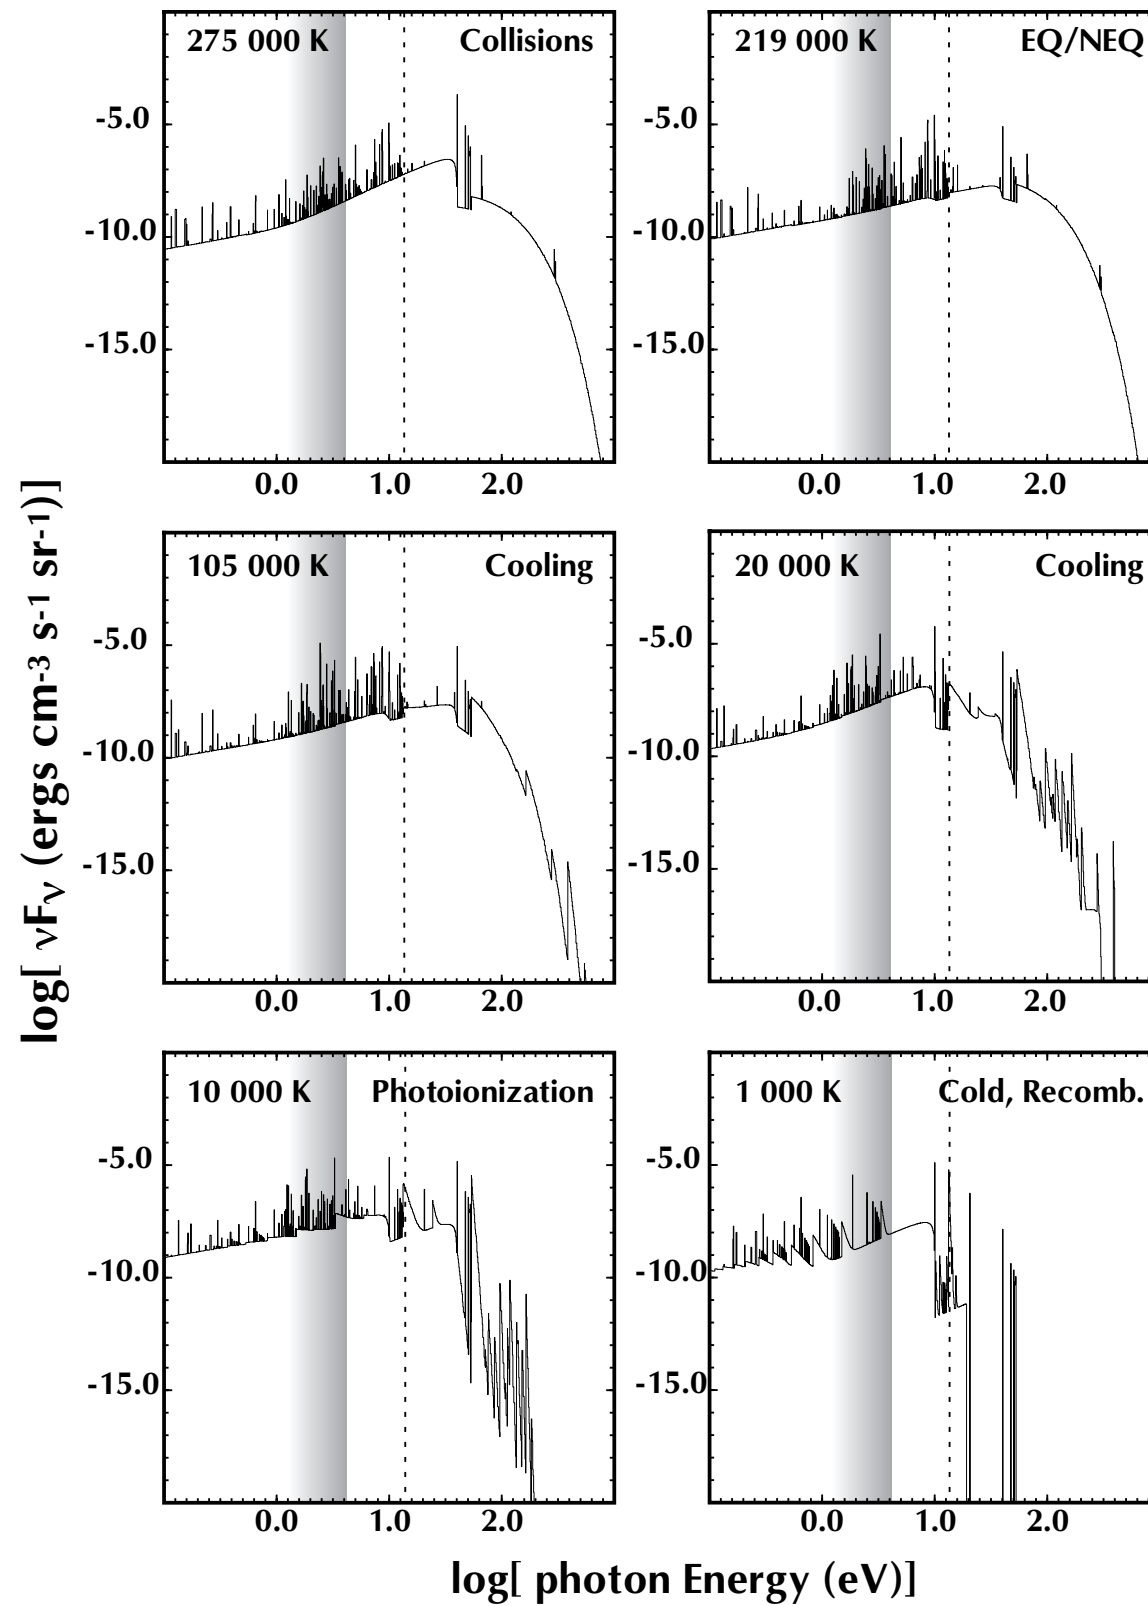 275 000 K Collisions
219 000 K EQ/NEQ
-5.0 -5.0
-10.0 -10.0
-15.0 -15.0
0.0 1.0 2.0 0.0 1.0 2.0
105 000 K Cooling
20 000 K Cooling
-5.0 -5.0
-10.0 -10.0
-15.0 -15.0
0.0 1.0 2.0 0.0 1.0 2.0
10 000 K Photoionization
1 000 K Cold, Recomb.
-5.0 -5.0
-10.0 -10.0
-15.0 -15.0
0.0 1.0 2.0 0.0 1.0 2.0
log[ νFν (ergs cm-3 s-1 sr-1)]
log[ photon Energy (eV)]